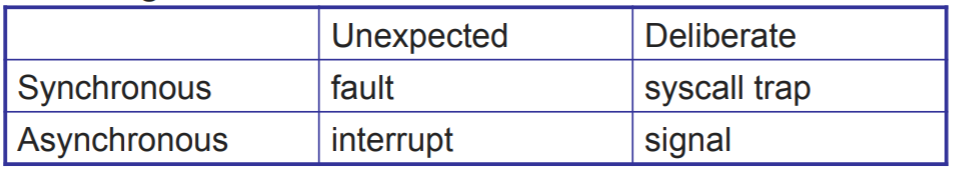 Unexpected Deliberate
Synchronous fault syscall trap
Asynchronous interrupt signal